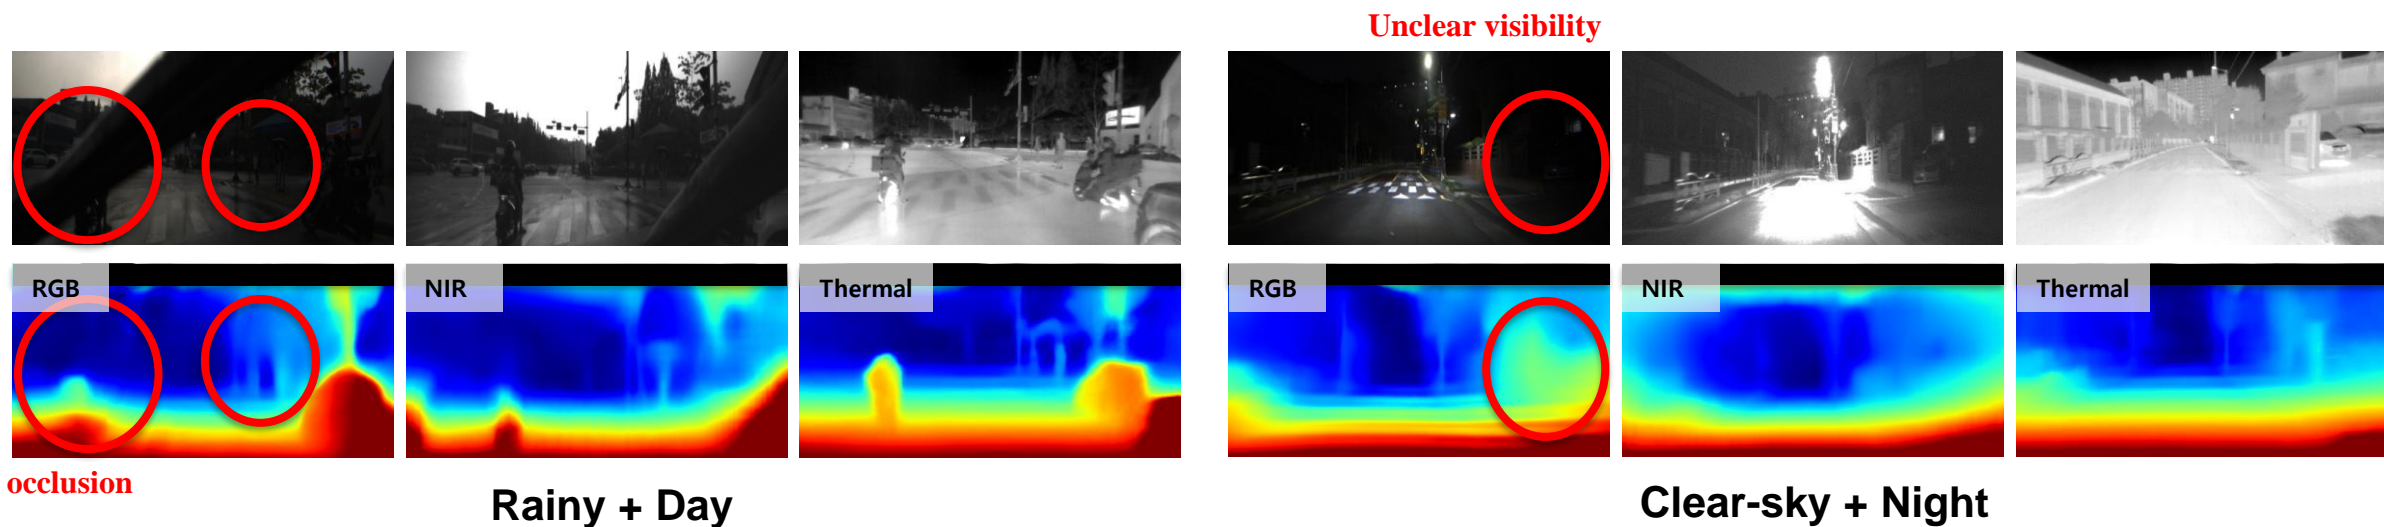 Unclear visibility
RGB
NIR
Thermal
RGB
NIR
Thermal
occlusion
Rainy + Day
Clear-sky + Night